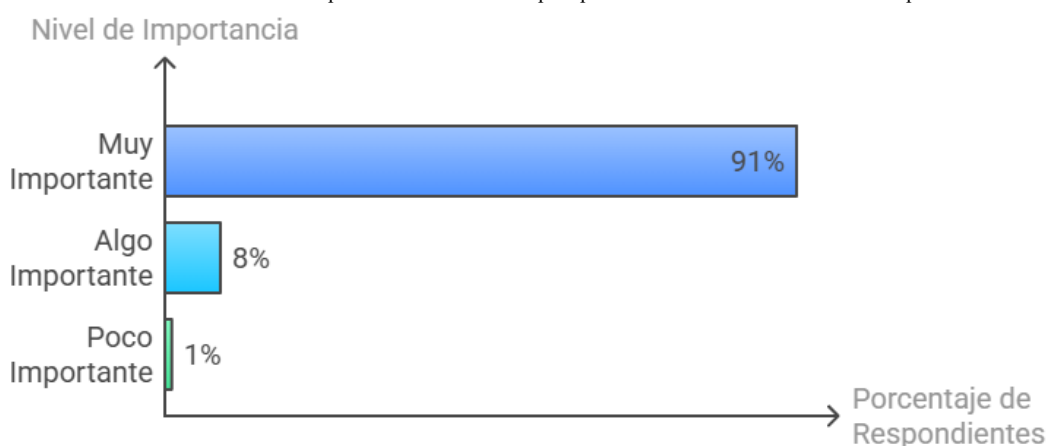 Nivel de Importancia
Muy
Importante
91%
Algo
Importante
8%
Poco
Importante
1%
Porcentaje de
Respondientes